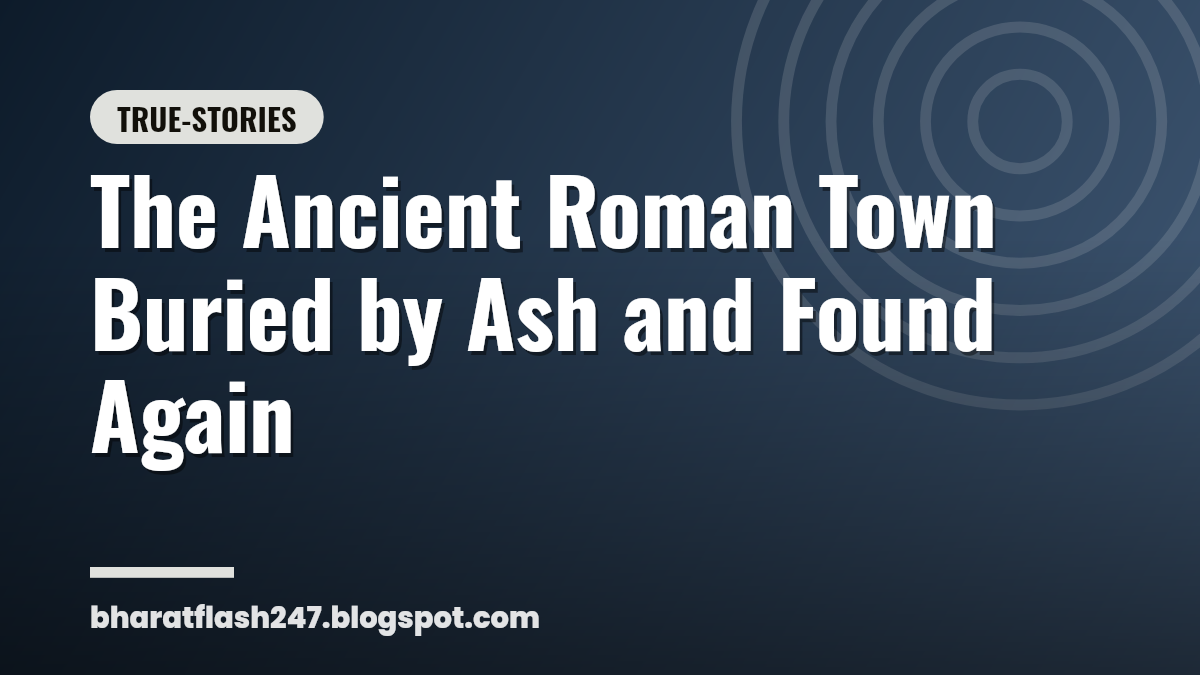 TRUE-STORIES
The Ancient Roman Town
Buried by Ash and Found
Again
bharatflash247.blogspot.com